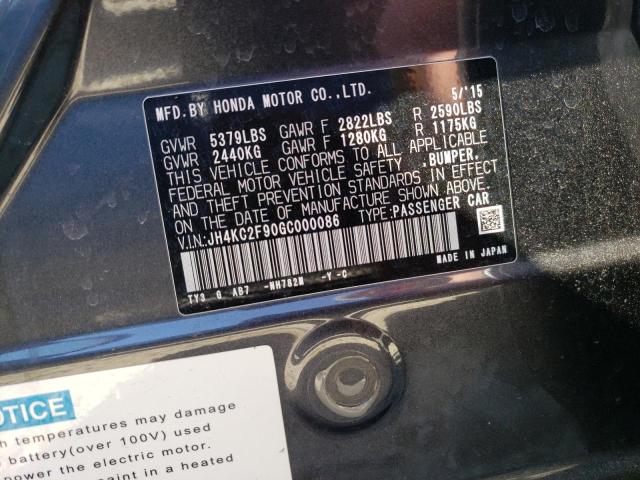 MFD.BY HONDA MOTOR CO.,LTD. 5/'15
GVWR 5379LBS GAWR F 2822LBS R 2590LBS
GVWR 2440KG GAWR F 1280KG R 1175KG
THIS VEHICLE CONFORMS TO ALL APPLICABLE
FEDERAL MOTOR VEHICLE SAFETY ,BUMPER,
AND THEFT PREVENTION STANDARDS IN EFFECT
ON THE DATE OF MANUFACTURE SHOWN ABOVE.
V.I.N:JH4KC2F90GC000086 TYPE:PASSENGER CAR
TY3 G AB7 -NH782M -Y -C MADE IN JAPAN
NOTICE
temperatures may damage
battery(over 100V) used
power the electric motor.
paint in a heated